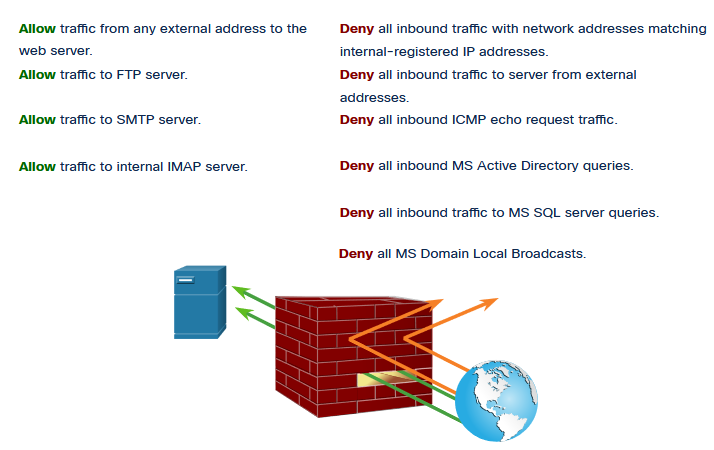 Allow traffic from any external address to the
web server.
Allow traffic to FTP server.
Allow traffic to SMTP server.
Allow traffic to internal IMAP server.
Deny all inbound traffic with network addresses matching
internal-registered IP addresses.
Deny all inbound traffic to server from external
addresses.
Deny all inbound ICMP echo request traffic.
Deny all inbound MS Active Directory queries.
Deny all inbound traffic to MS SQL server queries.
Deny all MS Domain Local Broadcasts.